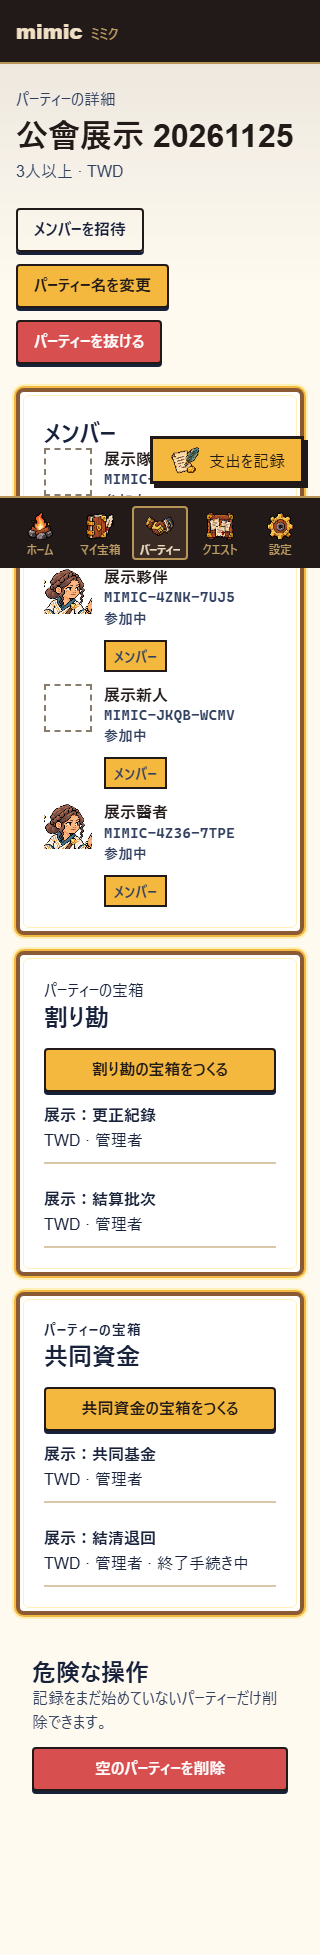 mimic ミミク
パーティーの詳細
公會展示 20261125
3人以上 · TWD
メンバーを招待
パーティー名を変更
パーティーを抜ける
メンバー
展示隊
MIMIC-
支出を記録
ホーム
マイ宝箱
パーティー
クエスト
設定
展示夥伴
MIMIC-4ZNK-7UJ5
参加中
メンバー
展示新人
MIMIC-JKQB-WCMV
参加中
メンバー
展示醫者
MIMIC-4Z36-7TPE
参加中
メンバー
パーティーの宝箱
割り勘
割り勘の宝箱をつくる
展示：更正紀錄
TWD · 管理者
展示：結算批次
TWD · 管理者
パーティーの宝箱
共同資金
共同資金の宝箱をつくる
展示：共同基金
TWD · 管理者
展示：結清退回
TWD · 管理者 · 終了手続き中
危険な操作
記録をまだ始めていないパーティーだけ削
除できます。
空のパーティーを削除